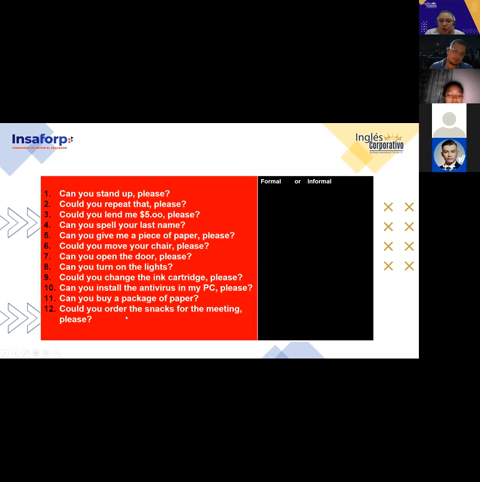 Insaforp
Inglés
Corporativo
Formal or Informal
1. Can you stand up, please?
2. Could you repeat that, please?
3. Could you lend me $5.oo, please?
4. Can you spell your last name?
5. Can you give me a piece of paper, please?
6. Could you move your chair, please?
7. Can you open the door, please?
8. Can you turn on the lights?
9. Could you change the ink cartridge, please?
10. Can you install the antivirus in my PC, please?
11. Can you buy a package of paper?
12. Could you order the snacks for the meeting,
please?